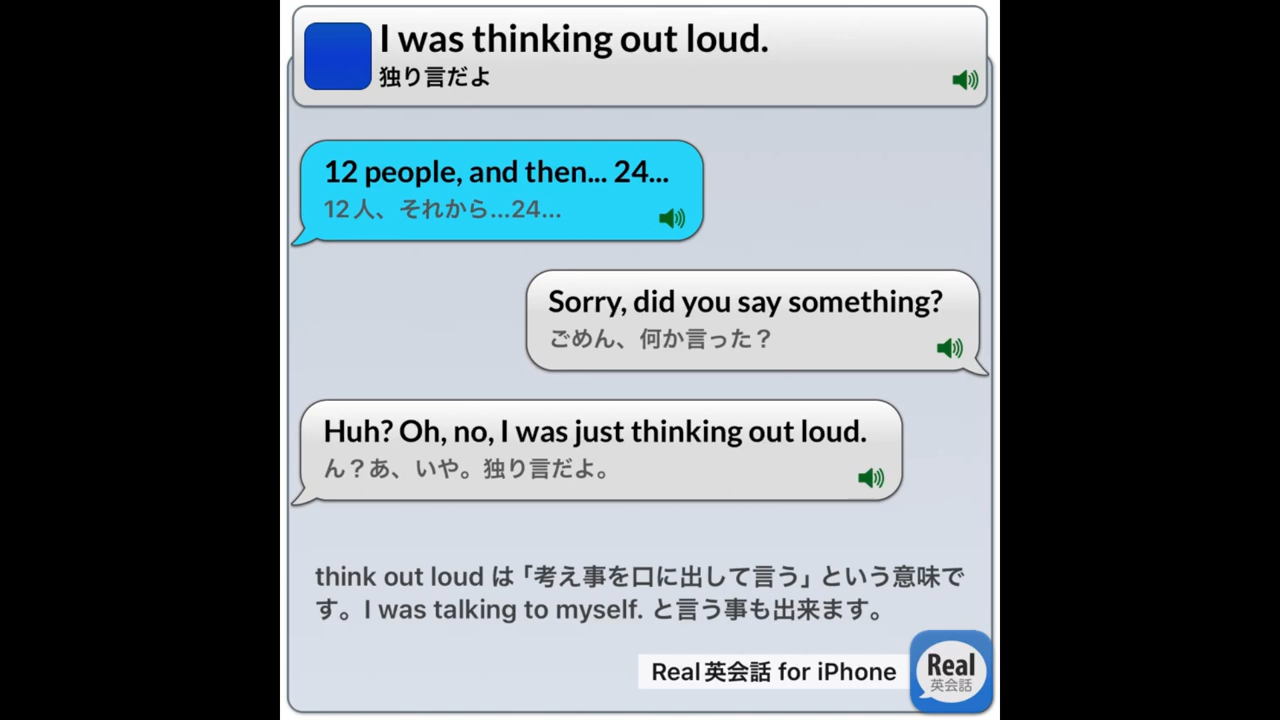 I was thinking out loud.
独り言だよ
12 people, and then... 24...
12人、それから...24...
Sorry, did you say something?
ごめん、何か言った？
Huh? Oh, no, I was just thinking out loud.
ん？あ、いや。独り言だよ。
think out loud は「考え事を口に出して言う」という意味で
す。I was talking to myself. と言う事も出来ます。
Real英会話 for iPhone
Real
英会話